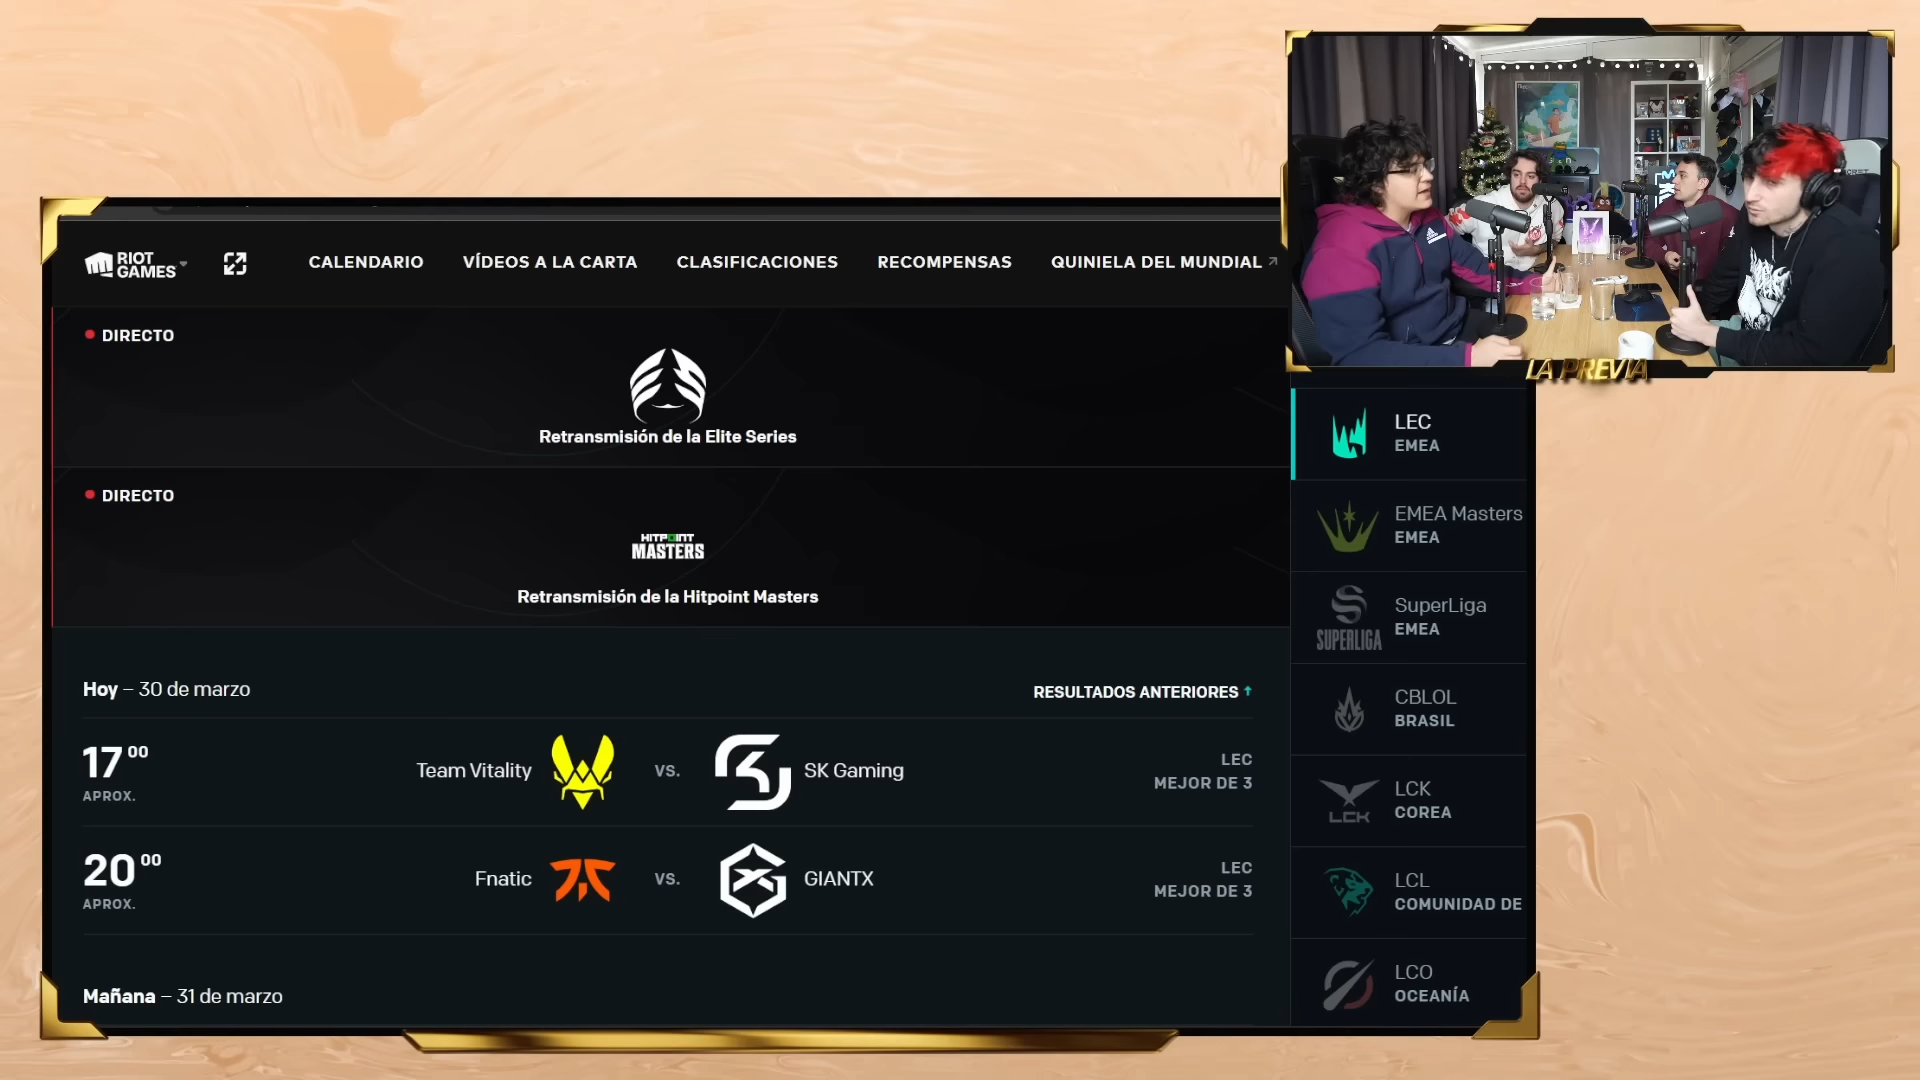 RIOT
GAMES
CALENDARIO
VÍDEOS A LA CARTA
CLASIFICACIONES
RECOMPENSAS
QUINIELA DEL MUNDIAL
LA PREVIA
DIRECTO
Retransmisión de la Elite Series
DIRECTO
HITPOINT
MASTERS
Retransmisión de la Hitpoint Masters
Hoy – 30 de marzo
RESULTADOS ANTERIORES
17 00
APROX.
Team Vitality
VS.
SK Gaming
LEC
MEJOR DE 3
20 00
APROX.
Fnatic
VS.
GIANTX
LEC
MEJOR DE 3
Mañana – 31 de marzo
LEC
EMEA
EMEA Masters
EMEA
SUPERLIGA
SuperLiga
EMEA
CBLOL
BRASIL
LCK
LCK
COREA
LCL
COMUNIDAD DE
LCO
OCEANÍA